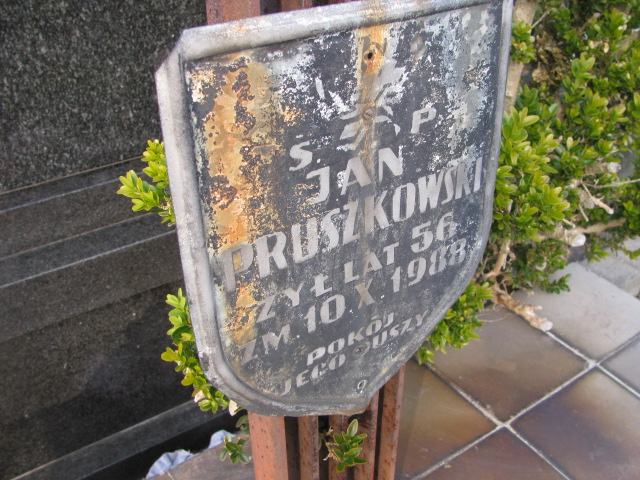 Ś. P
JAN
PRUSZKOWSKI
ŻYŁ LAT 56
ZM 10 X 1988
POKÓJ
JEGO DUSZY